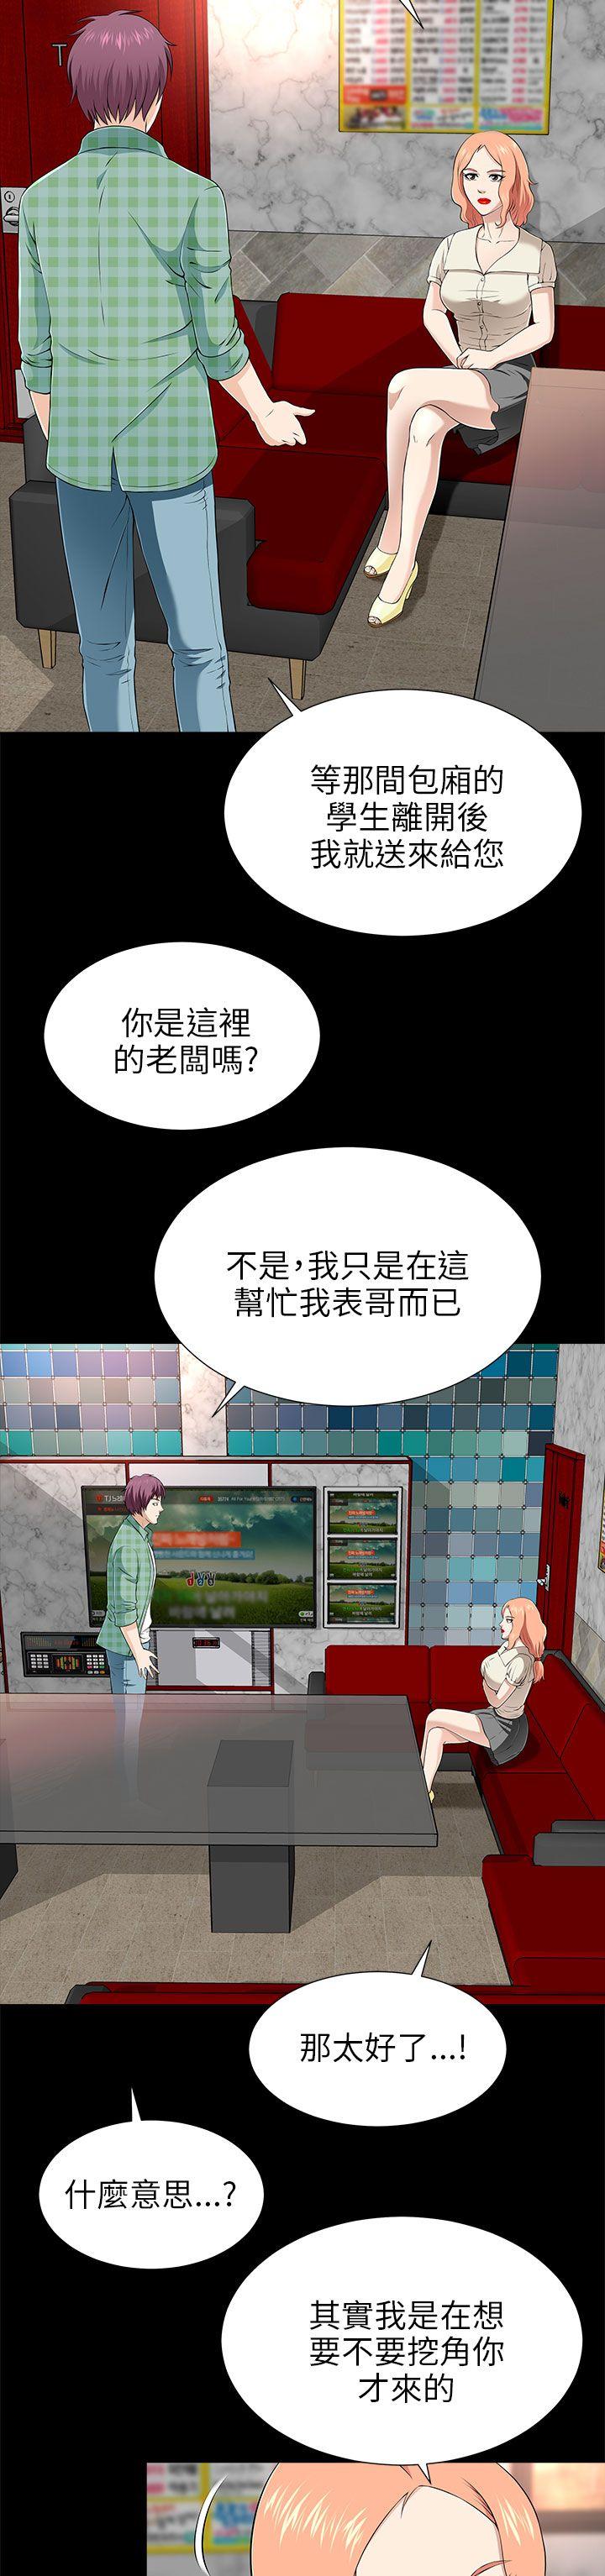 等那間包廂的
學生離開後
我就送來給您
你是這裡
的老闆嗎?
不是,我只是在這
幫忙我表哥而已
那太好了...!
什麼意思...?
其實我是在想
要不要挖角你
才來的